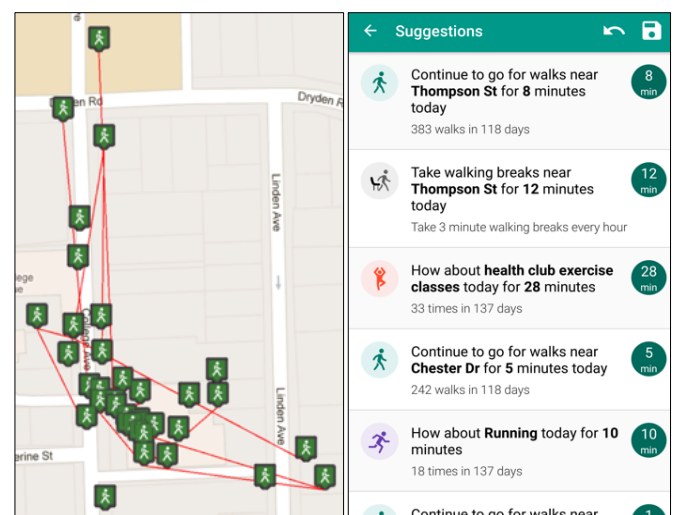 Dryden R
Linden Ave
lege
College Ave
Linden Ave
erine St
Suggestions
Continue to go for walks near
Thompson St for 8 minutes
today
383 walks in 118 days
8
min
Take walking breaks near
Thompson St for 12 minutes
today
Take 3 minute walking breaks every hour
12
min
How about health club exercise
classes today for 28 minutes
33 times in 137 days
28
min
Continue to go for walks near
Chester Dr for 5 minutes today
242 walks in 118 days
5
min
How about Running today for 10
minutes
18 times in 137 days
10
min
Continue to go for walks near
1